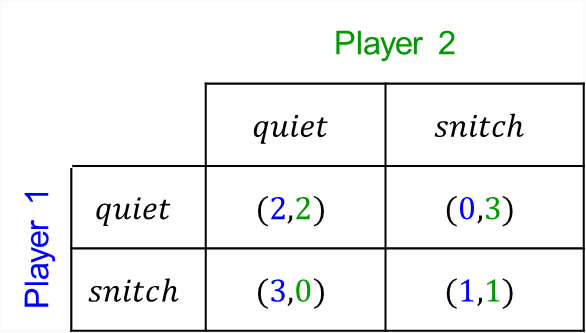 Player 2
quiet snitch
Player 1
quiet (2,2) (0,3)
snitch (3,0) (1,1)